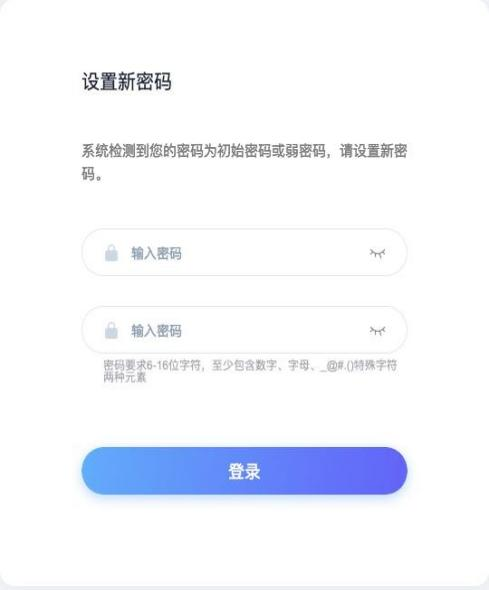 设置新密码
系统检测到您的密码为初始密码或弱密码，请设置新密
码。
输入密码
输入密码
密码要求6-16位字符，至少包含数字、字母、_@#.()特殊字符
两种元素
登录